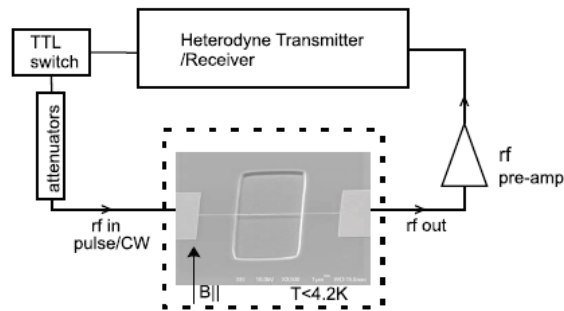 TTL
switch
Heterodyne Transmitter
/Receiver
attenuators
rf
pre-amp
rf in
pulse/CW
rf out
B||
T<4.2K